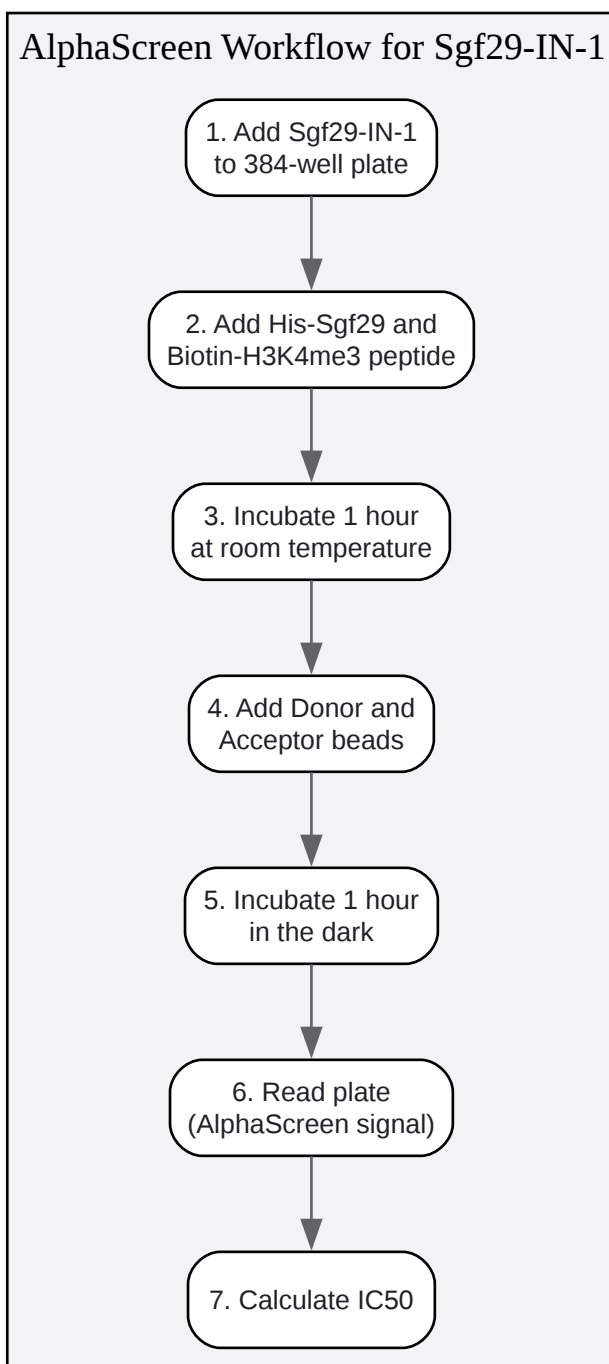 AlphaScreen Workflow for Sgf29-IN-1
1. Add Sgf29-IN-1
to 384-well plate
2. Add His-Sgf29 and
Biotin-H3K4me3 peptide
3. Incubate 1 hour
at room temperature
4. Add Donor and
Acceptor beads
5. Incubate 1 hour
in the dark
6. Read plate
(AlphaScreen signal)
7. Calculate IC50